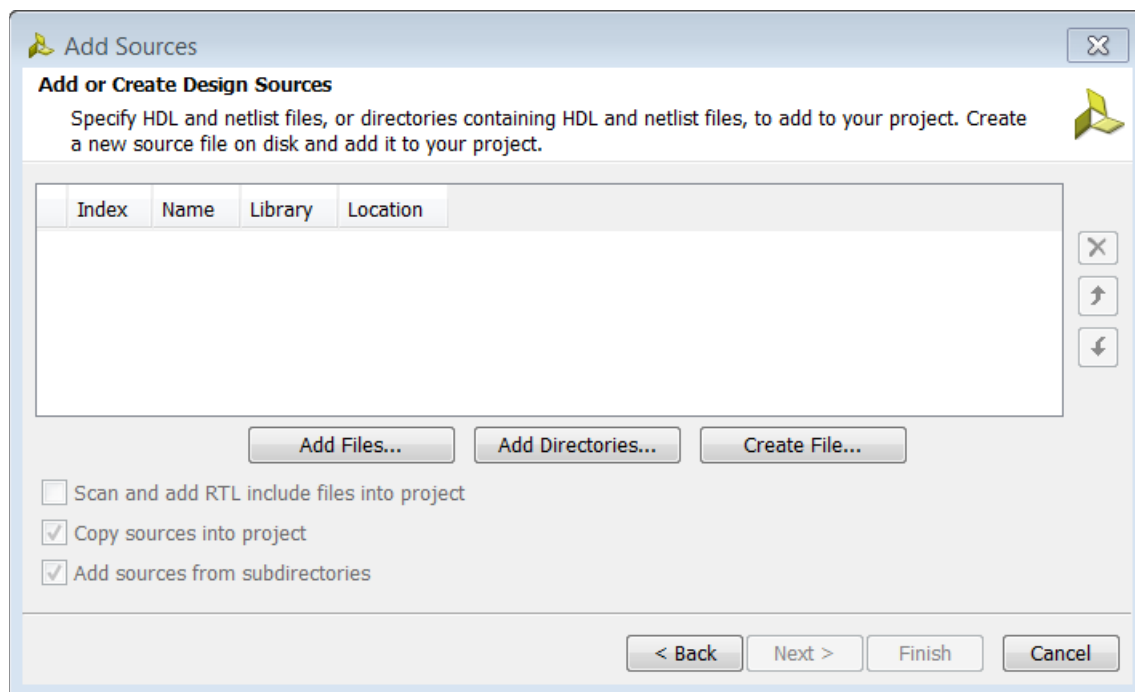 Add Sources
Add or Create Design Sources
Specify HDL and netlist files, or directories containing HDL and netlist files, to add to your project. Create
a new source file on disk and add it to your project.
Index Name Library Location
Add Files... Add Directories... Create File...
Scan and add RTL include files into project
Copy sources into project
Add sources from subdirectories
< Back Next > Finish Cancel